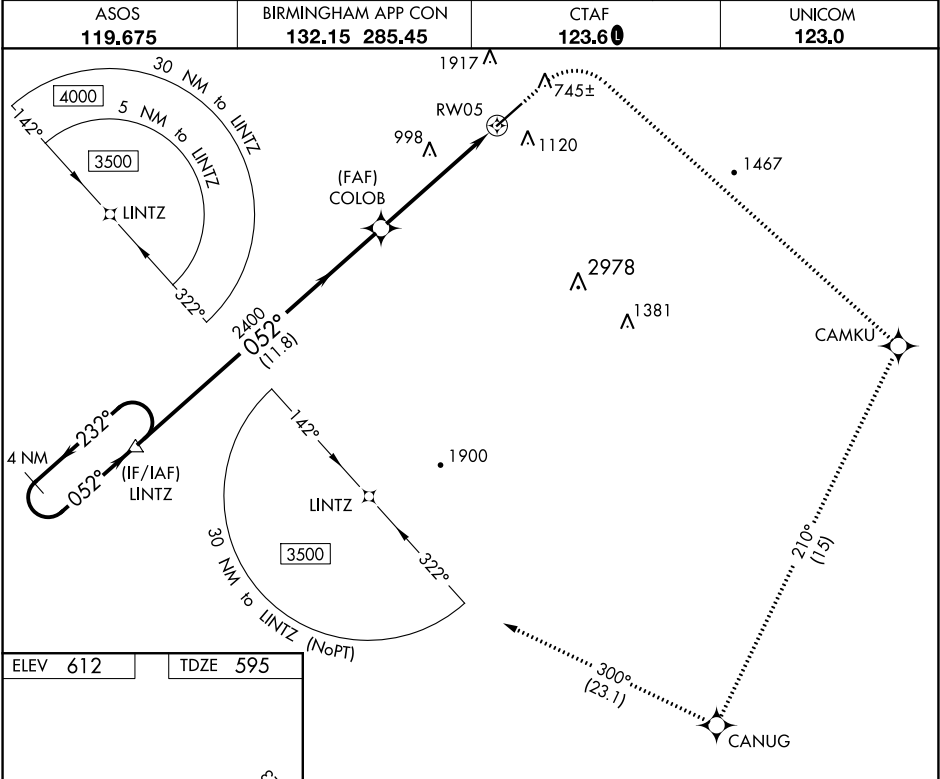 ASOS
119.675
BIRMINGHAM APP CON
132.15 285.45
CTAF
123.6 L
UNICOM
123.0
30 NM to LINTZ
4000
5 NM to LINTZ
3500
142°
LINTZ
322°
1917
745±
RW05
998
1120
1467
(FAF)
COLOB
2978
1381
2400
052°
(11.8)
CAMKU
232°
4 NM
052°
(IF/IAF)
LINTZ
142°
1900
LINTZ
3500
322°
30 NM to LINTZ (NoPT)
210°
(15)
300°
(23.1)
CANUG
ELEV 612
TDZE 595